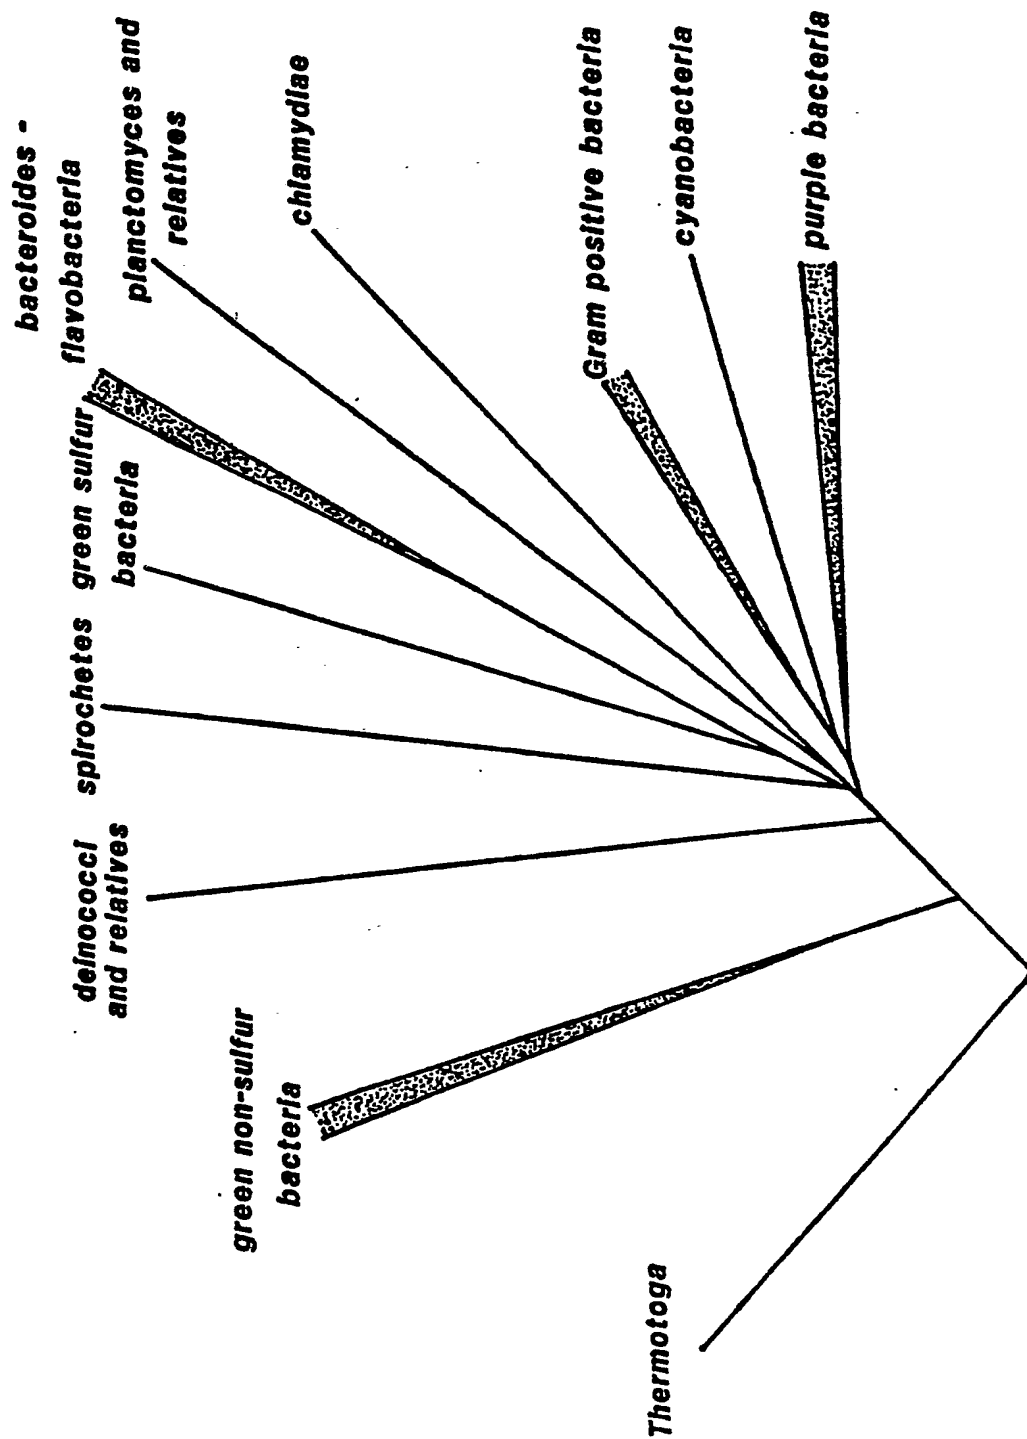 bacteroides -
flavobacteria
planctomyces and
relatives
chlamydiae
Gram positive bacteria
cyanobacteria
purple bacteria
green sulfur
bacteria
spirochetes
deinococci
and relatives
green non-sulfur
bacteria
Thermotoga